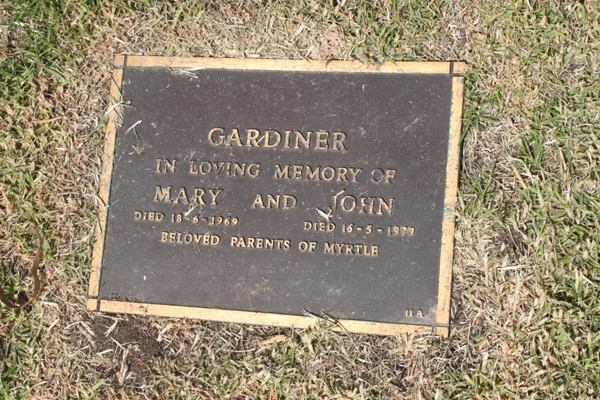 GARDINER
IN LOVING MEMORY OF
MARY AND JOHN
DIED 18-6-1969 DIED 16-5-1977
BELOVED PARENTS OF MYRTLE
11 A